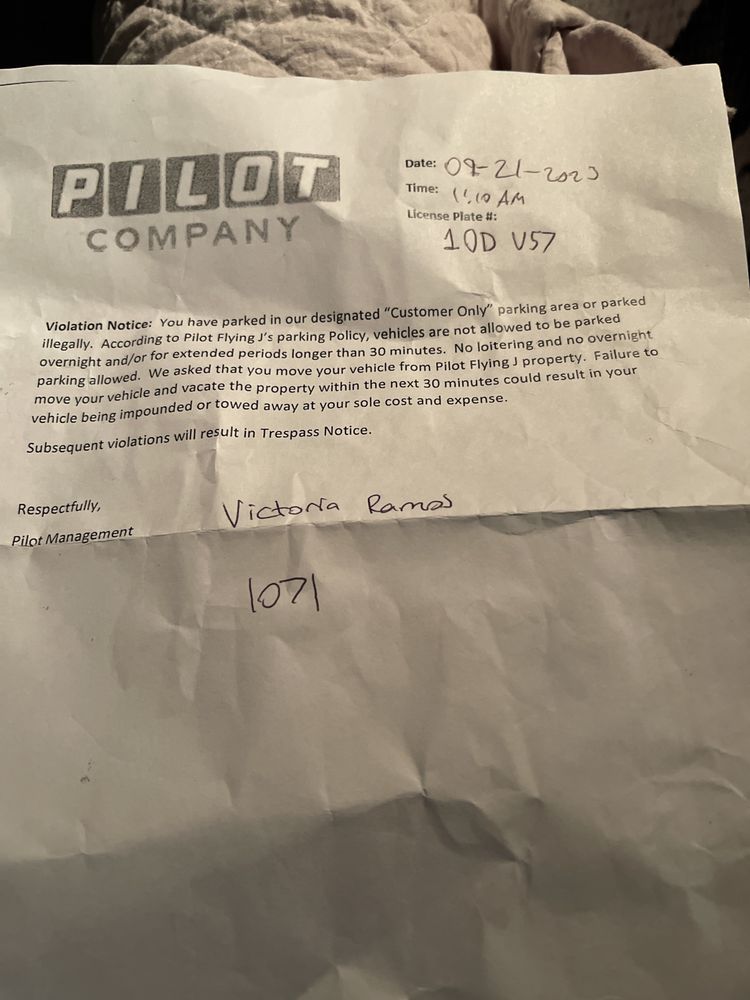 PILOT
COMPANY
Date: 09-21-2023
Time: 11:10 AM
License Plate #:
10D V57
Violation Notice: You have parked in our designated “Customer Only” parking area or parked
illegally. According to Pilot Flying J’s parking Policy, vehicles are not allowed to be parked
overnight and/or for extended periods longer than 30 minutes. No loitering and no overnight
parking allowed. We asked that you move your vehicle from Pilot Flying J property. Failure to
move your vehicle and vacate the property within the next 30 minutes could result in your
vehicle being impounded or towed away at your sole cost and expense.
Subsequent violations will result in Trespass Notice.
Respectfully,
Victoria Ramos
Pilot Management
1071